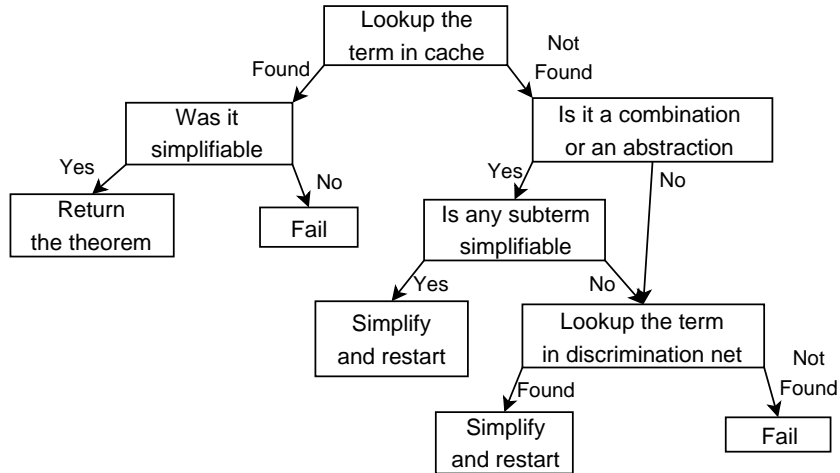 Lookup the
term in cache
Found
Not
Found
Was it
simplifiable
Is it a combination
or an abstraction
Yes
No
Yes
No
Return
the theorem
Fail
Is any subterm
simplifiable
Yes
No
Simplify
and restart
Lookup the term
in discrimination net
Found
Not
Found
Simplify
and restart
Fail